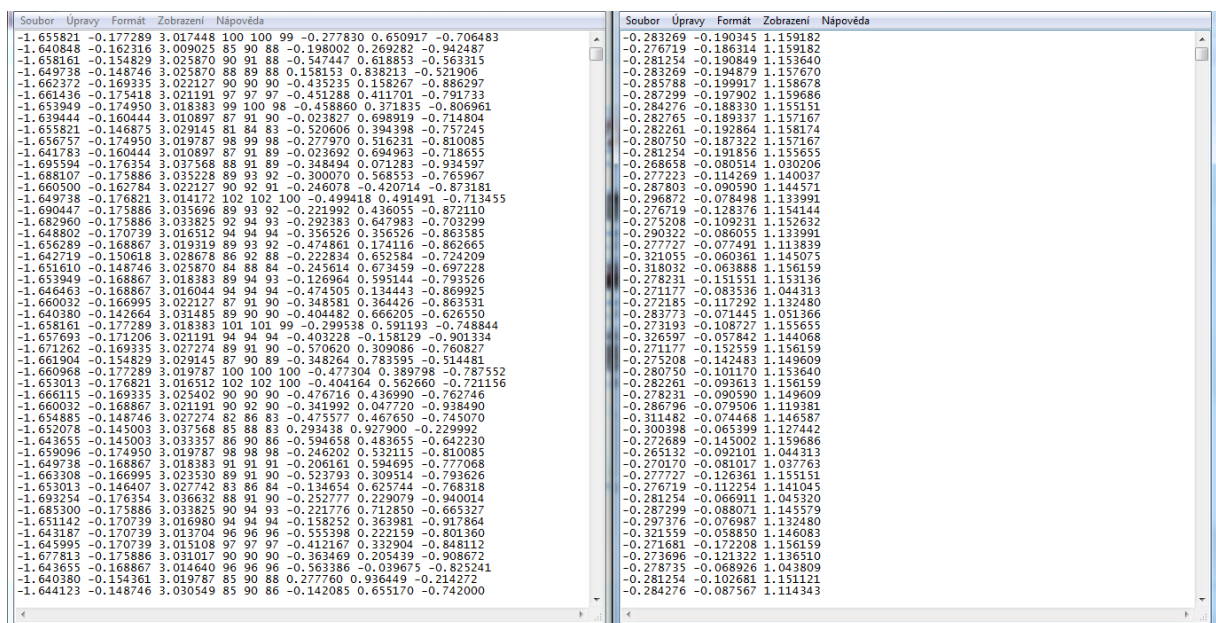 Soubor Úpravy Formát Zobrazení Nápověda
-1.655821 -0.177289 3.017448 100 100 99 -0.277830 0.650917 -0.706483
-1.640848 -0.162316 3.009025 85 90 88 -0.198002 0.269282 -0.942487
-1.658161 -0.154829 3.025870 90 91 88 -0.547447 0.618853 -0.563315
-1.649738 -0.148746 3.025870 88 89 88 0.158153 0.838213 -0.521906
-1.662372 -0.169335 3.022127 90 90 90 -0.435235 0.158267 -0.886297
-1.661436 -0.175418 3.021191 97 97 97 -0.451288 0.411701 -0.791733
-1.653949 -0.174950 3.018383 99 100 98 -0.458860 0.371835 -0.806961
-1.639444 -0.160444 3.010897 87 91 90 -0.023827 0.698919 -0.714804
-1.655821 -0.146875 3.029145 81 84 83 -0.520606 0.394398 -0.757245
-1.656757 -0.174950 3.019787 98 99 98 -0.277970 0.516231 -0.810085
-1.641783 -0.160444 3.010897 87 91 89 -0.023692 0.694963 -0.718655
-1.695594 -0.176354 3.037568 88 91 89 -0.348494 0.071283 -0.934597
-1.688107 -0.175886 3.035228 89 93 92 -0.300070 0.568553 -0.765967
-1.660500 -0.162784 3.022127 90 92 91 -0.246078 -0.420714 -0.873181
-1.649738 -0.176821 3.014172 102 102 100 -0.499418 0.491491 -0.713455
-1.690447 -0.175886 3.035696 89 93 92 -0.221992 0.436055 -0.872110
-1.682960 -0.175886 3.033825 92 94 93 -0.292383 0.647983 -0.703299
-1.648802 -0.170739 3.016512 94 94 94 -0.356526 0.356526 -0.863585
-1.656289 -0.168867 3.019319 89 93 92 -0.474861 0.174116 -0.862665
-1.642719 -0.150618 3.028678 86 92 88 -0.222834 0.652584 -0.724209
-1.651610 -0.148746 3.025870 84 88 84 -0.245614 0.673459 -0.697228
-1.653949 -0.168867 3.018383 89 94 93 -0.126964 0.595144 -0.793526
-1.646463 -0.168867 3.016044 94 94 94 -0.474505 0.134443 -0.869925
-1.660032 -0.166995 3.022127 87 91 90 -0.348581 0.364426 -0.863531
-1.640380 -0.142664 3.031485 89 90 90 -0.404482 0.666205 -0.626550
-1.658161 -0.177289 3.018383 101 101 99 -0.299538 0.591193 -0.748844
-1.657693 -0.171206 3.021191 94 94 94 -0.403228 -0.158129 -0.901334
-1.671262 -0.169335 3.027274 89 91 90 -0.570620 0.309086 -0.760827
-1.661904 -0.154829 3.029145 87 90 89 -0.348264 0.783595 -0.514481
-1.660968 -0.177289 3.019787 100 100 100 -0.477304 0.389798 -0.787552
-1.653013 -0.176821 3.016512 102 102 100 -0.404164 0.562660 -0.721156
-1.666115 -0.169335 3.025402 90 90 90 -0.476716 0.436990 -0.762746
-1.660032 -0.168867 3.021191 90 92 90 -0.341992 0.047720 -0.938490
-1.654885 -0.148746 3.027274 82 86 83 -0.475577 0.467650 -0.745070
-1.652078 -0.145003 3.037568 85 88 83 0.293438 0.927900 -0.229992
-1.643655 -0.145003 3.033357 86 90 86 -0.594658 0.483655 -0.642230
-1.659096 -0.174950 3.019787 98 98 98 -0.246202 0.532115 -0.810085
-1.649738 -0.168867 3.018383 91 91 91 -0.206161 0.594695 -0.777068
-1.663308 -0.166995 3.023530 89 91 90 -0.523793 0.309514 -0.793626
-1.653013 -0.146407 3.027742 83 86 84 -0.134654 0.625744 -0.768318
-1.693254 -0.176354 3.036632 88 91 90 -0.252777 0.229079 -0.940014
-1.685300 -0.175886 3.033825 90 94 93 -0.221776 0.712850 -0.665327
-1.651142 -0.170739 3.016980 94 94 94 -0.158252 0.363981 -0.917864
-1.643187 -0.170739 3.013704 96 96 96 -0.555398 0.222159 -0.801360
-1.645995 -0.170739 3.015108 97 97 97 -0.412167 0.332904 -0.848112
-1.677813 -0.175886 3.031017 90 90 90 -0.363469 0.205439 -0.908672
-1.643655 -0.168867 3.014640 96 96 96 -0.563386 -0.039675 -0.825241
-1.640380 -0.154361 3.019787 85 90 88 0.277760 0.936449 -0.214272
-1.644123 -0.148746 3.030549 85 90 86 -0.142085 0.655170 -0.742000
Soubor Úpravy Formát Zobrazení Nápověda
-0.283269 -0.190345 1.159182
-0.276719 -0.186314 1.159182
-0.281254 -0.190849 1.153640
-0.283269 -0.194879 1.157670
-0.285788 -0.199917 1.158678
-0.287299 -0.197902 1.159686
-0.284276 -0.188330 1.155151
-0.282765 -0.189337 1.157167
-0.282261 -0.192864 1.158174
-0.280750 -0.187322 1.157167
-0.281254 -0.191856 1.155655
-0.268658 -0.080514 1.030206
-0.277223 -0.114269 1.140037
-0.287803 -0.090590 1.144571
-0.296872 -0.078498 1.133991
-0.276719 -0.128376 1.154144
-0.275208 -0.109231 1.152632
-0.290322 -0.086055 1.133991
-0.277727 -0.077491 1.113839
-0.321055 -0.060361 1.145075
-0.318032 -0.063888 1.156159
-0.278231 -0.151551 1.153136
-0.271177 -0.083536 1.044313
-0.272185 -0.117292 1.132480
-0.283773 -0.071445 1.051366
-0.273193 -0.108727 1.155655
-0.326597 -0.057842 1.144068
-0.271177 -0.152559 1.156159
-0.275208 -0.142483 1.149609
-0.280750 -0.101170 1.153640
-0.282261 -0.093613 1.156159
-0.278231 -0.090590 1.149609
-0.286796 -0.079506 1.119381
-0.311482 -0.074468 1.146587
-0.300398 -0.065399 1.127442
-0.272689 -0.145002 1.159686
-0.265132 -0.092101 1.044313
-0.270170 -0.081017 1.037763
-0.277727 -0.126361 1.155151
-0.276719 -0.112254 1.141045
-0.281254 -0.066911 1.045320
-0.287299 -0.088071 1.145579
-0.297376 -0.076987 1.132480
-0.321559 -0.058850 1.146083
-0.271681 -0.172208 1.156159
-0.273696 -0.121322 1.136510
-0.278735 -0.068926 1.043809
-0.281254 -0.102681 1.151121
-0.284276 -0.087567 1.114343